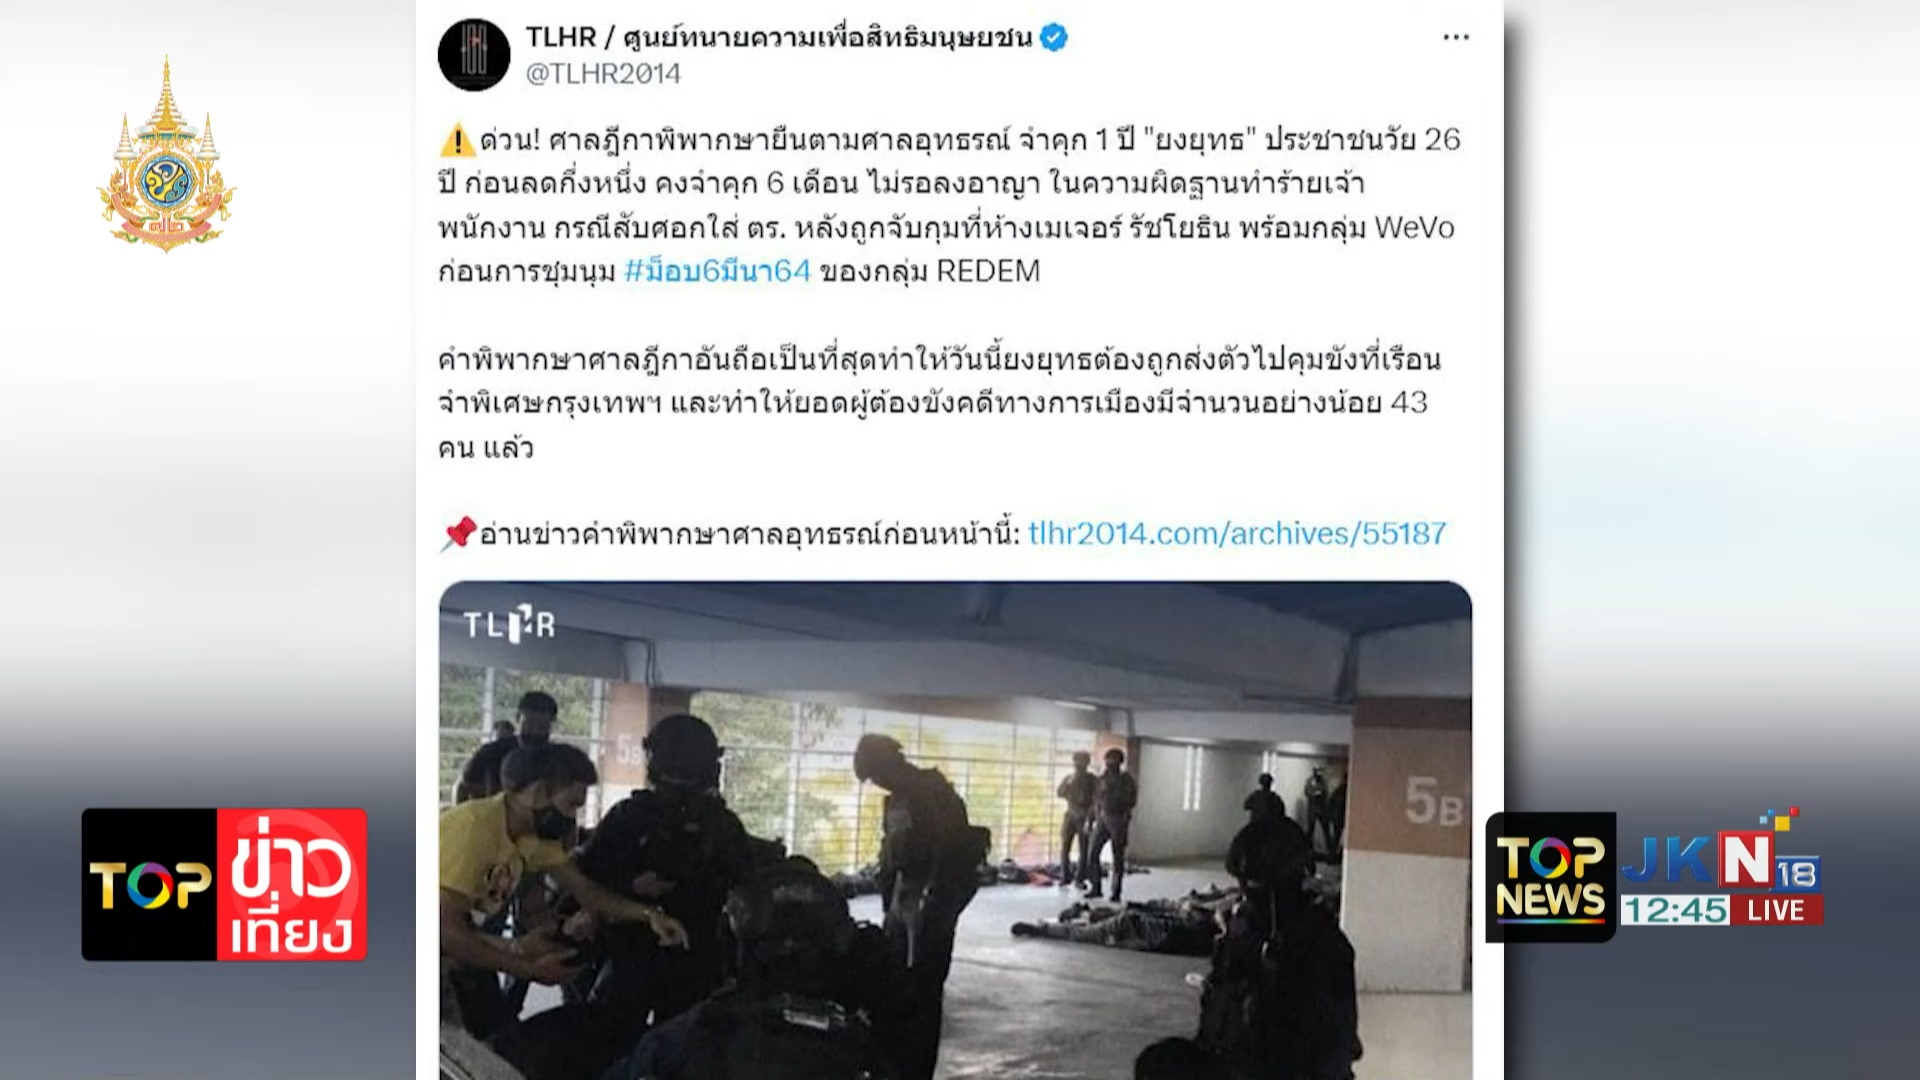 TLHR / ศูนย์ทนายความเพื่อสิทธิมนุษยชน
@TLHR2014
⚠️ด่วน! ศาลฎีกาพิพากษายืนตามศาลอุทธรณ์ จำคุก 1 ปี "ยงยุทธ" ประชาชนวัย 26
ปี ก่อนลดกึ่งหนึ่ง คงจำคุก 6 เดือน ไม่รอลงอาญา ในความผิดฐานทำร้ายเจ้า
พนักงาน กรณีสับศอกใส่ ตร. หลังถูกจับกุมที่ห้างเมเจอร์ รัชโยธิน พร้อมกลุ่ม WeVo
ก่อนการชุมนุม #ม็อบ6มีนา64 ของกลุ่ม REDEM
คำพิพากษาศาลฎีกาอันถือเป็นที่สุดทำให้วันนี้ยงยุทธต้องถูกส่งตัวไปคุมขังที่เรือน
จำพิเศษกรุงเทพฯ และทำให้ยอดผู้ต้องขังคดีทางการเมืองมีจำนวนอย่างน้อย 43
คน แล้ว
📌อ่านข่าวคำพิพากษาศาลอุทธรณ์ก่อนหน้านี้: tlhr2014.com/archives/55187
TLHR
5B
5B
TOP ข่าว
เที่ยง
TOP
NEWS
JKN18
12:45 LIVE